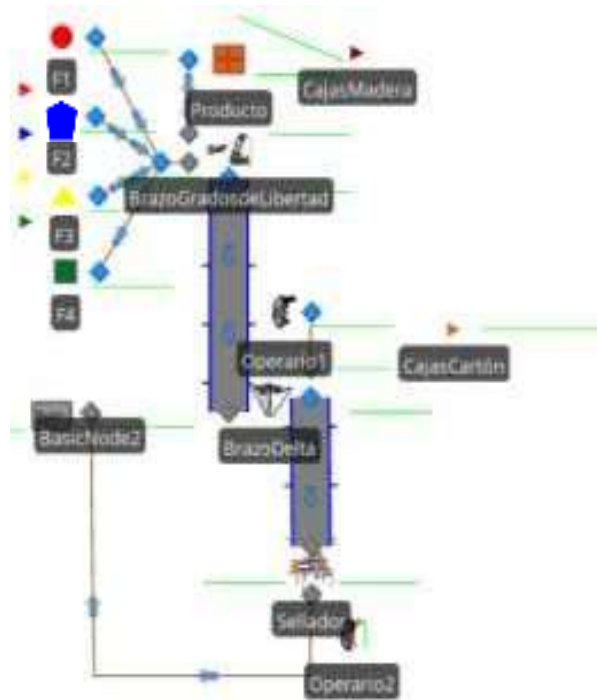 F1
CajasMadera
Producto
F2
BrazoGradosdeLibertad
F3
F4
Operario1
CajasCartón
BasicNode2
BrazoDelta
Sellador
Operario2